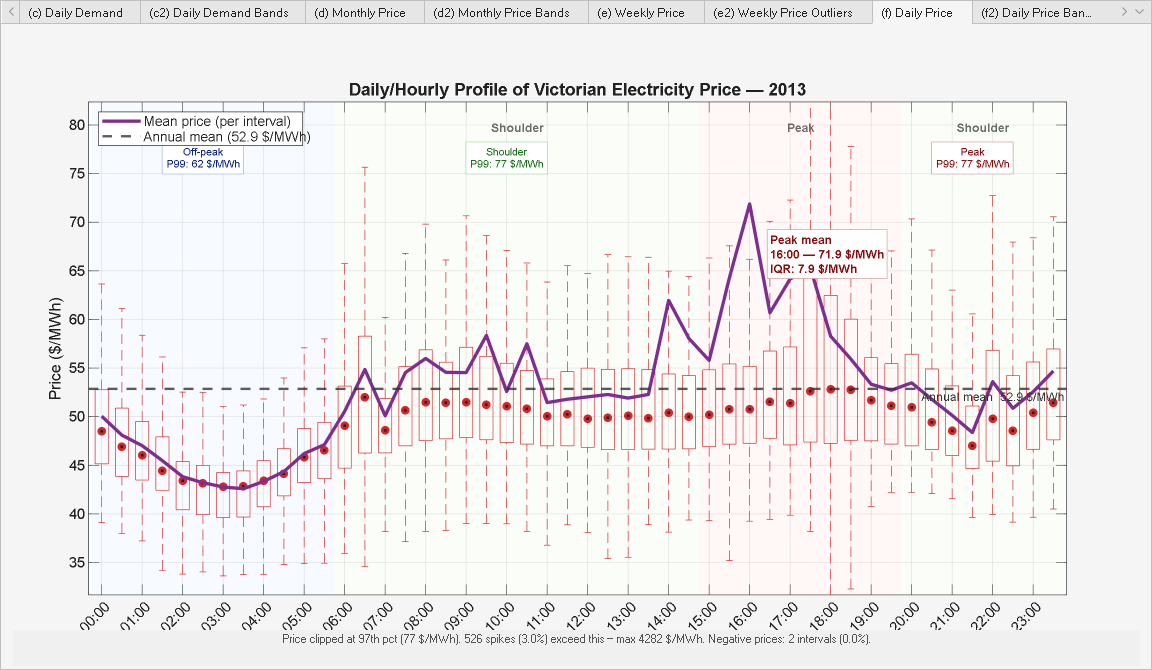 (c) Daily Demand
(c2) Daily Demand Bands
(d) Monthly Price
(d2) Monthly Price Bands
(e) Weekly Price
(e2) Weekly Price Outliers
(f) Daily Price
(f2) Daily Price Ban...
Daily/Hourly Profile of Victorian Electricity Price — 2013
Mean price (per interval)
Annual mean (52.9 $/MWh)
Off-peak
P99: 62 $/MWh
Shoulder
Shoulder
P99: 77 $/MWh
Peak
Shoulder
Peak
P99: 77 $/MWh
Peak mean
16:00 — 71.9 $/MWh
IQR: 7.9 $/MWh
Annual mean 52.9 $/MWh
Price ($/MWh)
80
75
70
65
60
55
50
45
40
35
00:00
01:00
02:00
03:00
04:00
05:00
06:00
07:00
08:00
09:00
10:00
11:00
12:00
13:00
14:00
15:00
16:00
17:00
18:00
19:00
20:00
21:00
22:00
23:00
Price clipped at 97th pct (77 $/MWh). 526 spikes (3.0%) exceed this – max 4282 $/MWh. Negative prices: 2 intervals (0.0%).